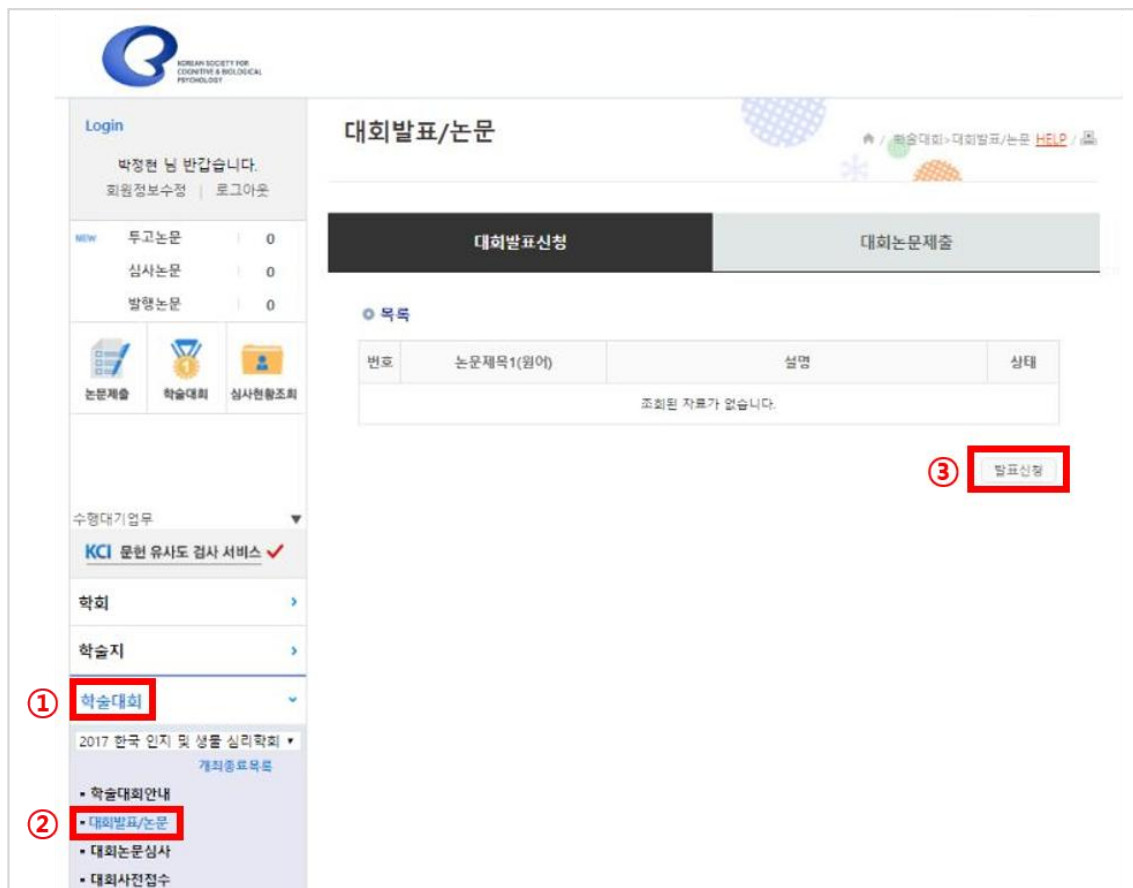 KOREAN SOCIETY FOR
COGNITIVE & BIOLOGICAL
PSYCHOLOGY
Login
박정현 님 반갑습니다.
회원정보수정 | 로그아웃
NEW 투고논문 0
심사논문 0
발행논문 0
논문제출 학술대회 심사현황조회
수행대기업무 ▼
KCI 문헌 유사도 검사 서비스
학회
학술지
① 학술대회
2017 한국 인지 및 생물 심리학회 ▼
개최종료목록
▪ 학술대회안내
② ▪ 대회발표/논문
▪ 대회논문심사
▪ 대회사전접수
대회발표/논문
/ 학술대회>대회발표/논문 HELP /
대회발표신청 대회논문제출
목록
번호 논문제목1(원어) 설명 상태
조회된 자료가 없습니다.
③ 발표신청